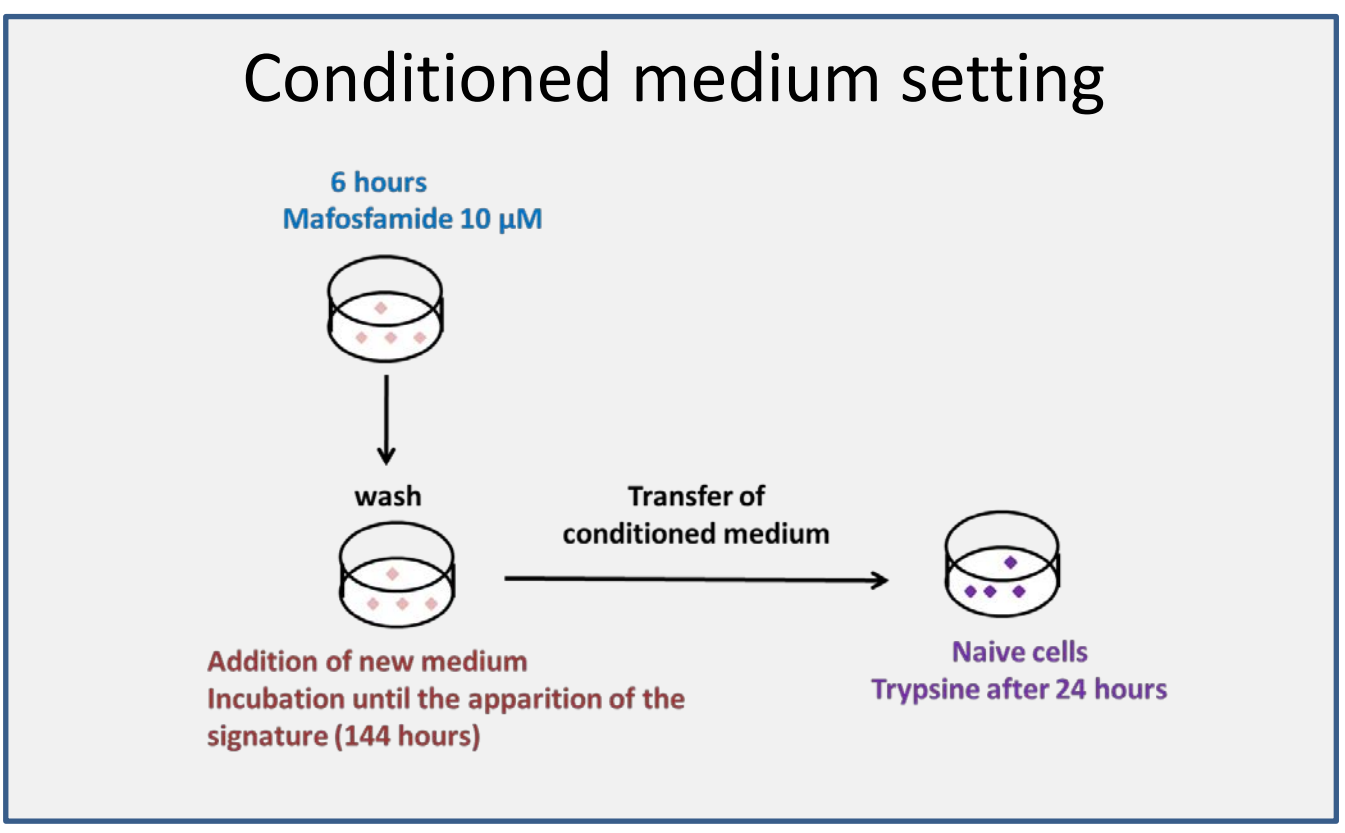 Conditioned medium setting
6 hours
Mafosfamide 10 µM
wash
Transfer of
conditioned medium
Addition of new medium
Incubation until the apparition of the
signature (144 hours)
Naive cells
Trypsine after 24 hours